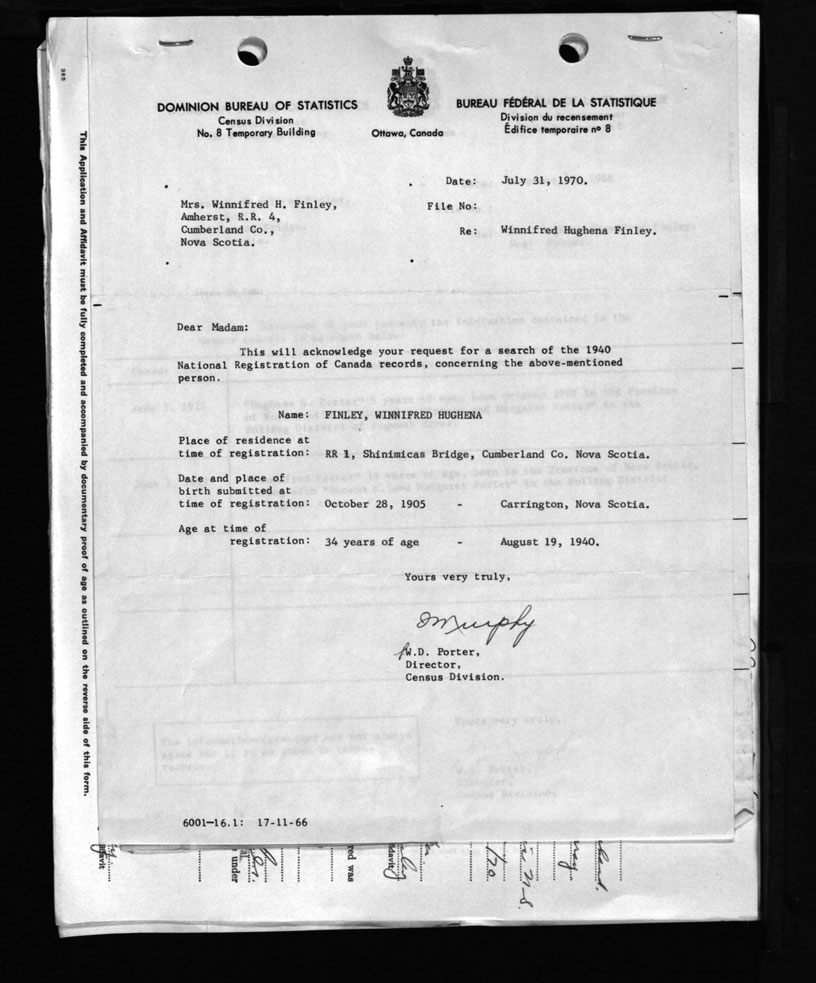 DOMINION BUREAU OF STATISTICS
Census Division
No. 8 Temporary Building
Ottawa, Canada
BUREAU FÉDÉRAL DE LA STATISTIQUE
Division du recensement
Édifice temporaire nº 8
Date: July 31, 1970.
Mrs. Winnifred H. Finley,
Amherst, R.R. 4,
Cumberland Co.,
Nova Scotia.
File No:
Re: Winnifred Hughena Finley.
Dear Madam:
This will acknowledge your request for a search of the 1940
National Registration of Canada records, concerning the above-mentioned
person.
Name: FINLEY, WINNIFRED HUGHENA
Place of residence at
time of registration: RR 1, Shinimicas Bridge, Cumberland Co. Nova Scotia.
Date and place of
birth submitted at
time of registration: October 28, 1905 - Carrington, Nova Scotia.
Age at time of
registration: 34 years of age - August 19, 1940.
Yours very truly,
Murphy
W.D. Porter,
Director,
Census Division.
6001-16.1: 17-11-66
This Application and Affidavit must be fully completed and accompanied by documentary proof of age as outlined on the reverse side of this form.
under
red was